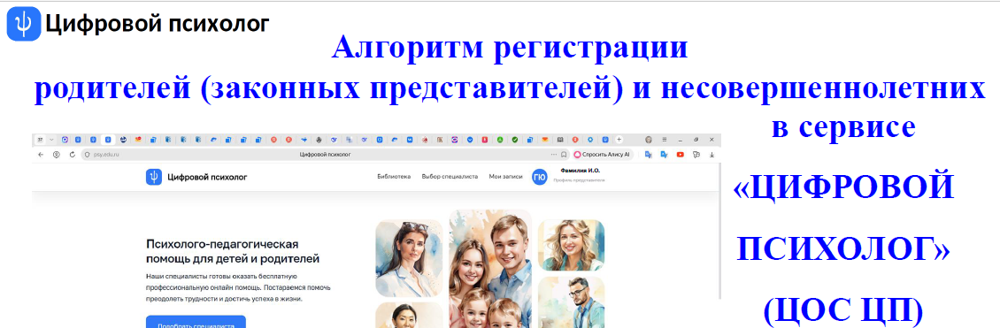 Цифровой психолог
Алгоритм регистрации
родителей (законных представителей) и несовершеннолетних
в сервисе
«ЦИФРОВОЙ
ПСИХОЛОГ»
(ЦОС ЦП)
psy.edu.ru
Цифровой психолог
Спросить Алису AI
Цифровой психолог
Библиотека
Выбор специалиста
Мои записи
ГЮ
Фамилия И.О.
Профиль представителя
Психолого-педагогическая
помощь для детей и родителей
Наши специалисты готовы оказать бесплатную
профессиональную онлайн помощь. Постараемся помочь
преодолеть трудности и достичь успеха в жизни.
Подобрать специалиста